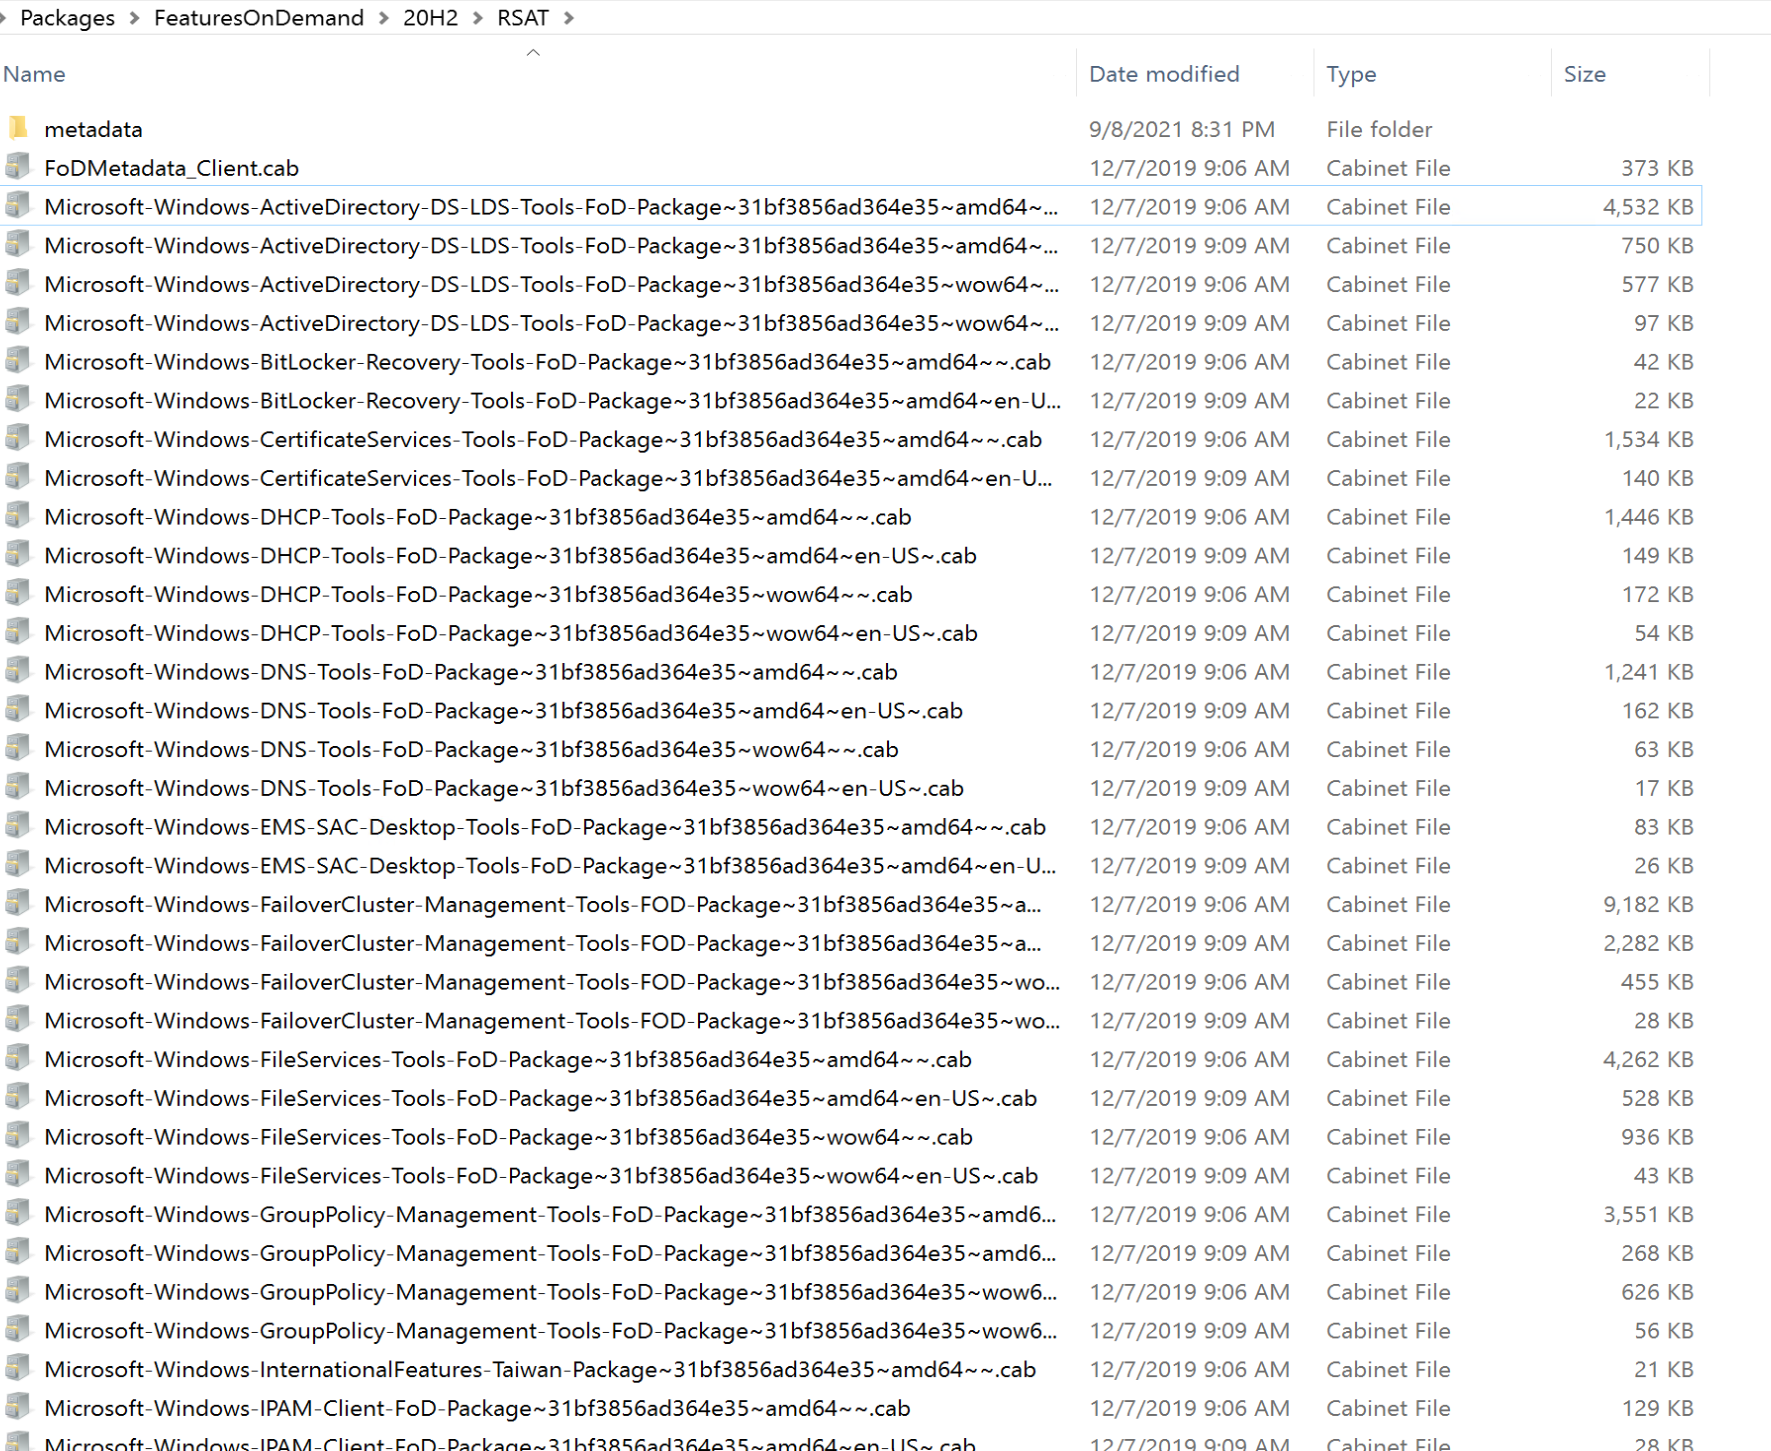 Packages > FeaturesOnDemand > 20H2 > RSAT >
Name Date modified Type Size
metadata 9/8/2021 8:31 PM File folder
FoDMetadata_Client.cab 12/7/2019 9:06 AM Cabinet File 373 KB
Microsoft-Windows-ActiveDirectory-DS-LDS-Tools-FoD-Package~31bf3856ad364e35~amd64~... 12/7/2019 9:06 AM Cabinet File 4,532 KB
Microsoft-Windows-ActiveDirectory-DS-LDS-Tools-FoD-Package~31bf3856ad364e35~amd64~... 12/7/2019 9:09 AM Cabinet File 750 KB
Microsoft-Windows-ActiveDirectory-DS-LDS-Tools-FoD-Package~31bf3856ad364e35~wow64~... 12/7/2019 9:06 AM Cabinet File 577 KB
Microsoft-Windows-ActiveDirectory-DS-LDS-Tools-FoD-Package~31bf3856ad364e35~wow64~... 12/7/2019 9:09 AM Cabinet File 97 KB
Microsoft-Windows-BitLocker-Recovery-Tools-FoD-Package~31bf3856ad364e35~amd64~~.cab 12/7/2019 9:06 AM Cabinet File 42 KB
Microsoft-Windows-BitLocker-Recovery-Tools-FoD-Package~31bf3856ad364e35~amd64~en-U... 12/7/2019 9:09 AM Cabinet File 22 KB
Microsoft-Windows-CertificateServices-Tools-FoD-Package~31bf3856ad364e35~amd64~~.cab 12/7/2019 9:06 AM Cabinet File 1,534 KB
Microsoft-Windows-CertificateServices-Tools-FoD-Package~31bf3856ad364e35~amd64~en-U... 12/7/2019 9:09 AM Cabinet File 140 KB
Microsoft-Windows-DHCP-Tools-FoD-Package~31bf3856ad364e35~amd64~~.cab 12/7/2019 9:06 AM Cabinet File 1,446 KB
Microsoft-Windows-DHCP-Tools-FoD-Package~31bf3856ad364e35~amd64~en-US~.cab 12/7/2019 9:09 AM Cabinet File 149 KB
Microsoft-Windows-DHCP-Tools-FoD-Package~31bf3856ad364e35~wow64~~.cab 12/7/2019 9:06 AM Cabinet File 172 KB
Microsoft-Windows-DHCP-Tools-FoD-Package~31bf3856ad364e35~wow64~en-US~.cab 12/7/2019 9:09 AM Cabinet File 54 KB
Microsoft-Windows-DNS-Tools-FoD-Package~31bf3856ad364e35~amd64~~.cab 12/7/2019 9:06 AM Cabinet File 1,241 KB
Microsoft-Windows-DNS-Tools-FoD-Package~31bf3856ad364e35~amd64~en-US~.cab 12/7/2019 9:09 AM Cabinet File 162 KB
Microsoft-Windows-DNS-Tools-FoD-Package~31bf3856ad364e35~wow64~~.cab 12/7/2019 9:06 AM Cabinet File 63 KB
Microsoft-Windows-DNS-Tools-FoD-Package~31bf3856ad364e35~wow64~en-US~.cab 12/7/2019 9:09 AM Cabinet File 17 KB
Microsoft-Windows-EMS-SAC-Desktop-Tools-FoD-Package~31bf3856ad364e35~amd64~~.cab 12/7/2019 9:06 AM Cabinet File 83 KB
Microsoft-Windows-EMS-SAC-Desktop-Tools-FoD-Package~31bf3856ad364e35~amd64~en-U... 12/7/2019 9:09 AM Cabinet File 26 KB
Microsoft-Windows-FailoverCluster-Management-Tools-FOD-Package~31bf3856ad364e35~a... 12/7/2019 9:06 AM Cabinet File 9,182 KB
Microsoft-Windows-FailoverCluster-Management-Tools-FOD-Package~31bf3856ad364e35~a... 12/7/2019 9:09 AM Cabinet File 2,282 KB
Microsoft-Windows-FailoverCluster-Management-Tools-FOD-Package~31bf3856ad364e35~wo... 12/7/2019 9:06 AM Cabinet File 455 KB
Microsoft-Windows-FailoverCluster-Management-Tools-FOD-Package~31bf3856ad364e35~wo... 12/7/2019 9:09 AM Cabinet File 28 KB
Microsoft-Windows-FileServices-Tools-FoD-Package~31bf3856ad364e35~amd64~~.cab 12/7/2019 9:06 AM Cabinet File 4,262 KB
Microsoft-Windows-FileServices-Tools-FoD-Package~31bf3856ad364e35~amd64~en-US~.cab 12/7/2019 9:09 AM Cabinet File 528 KB
Microsoft-Windows-FileServices-Tools-FoD-Package~31bf3856ad364e35~wow64~~.cab 12/7/2019 9:06 AM Cabinet File 936 KB
Microsoft-Windows-FileServices-Tools-FoD-Package~31bf3856ad364e35~wow64~en-US~.cab 12/7/2019 9:09 AM Cabinet File 43 KB
Microsoft-Windows-GroupPolicy-Management-Tools-FoD-Package~31bf3856ad364e35~amd6... 12/7/2019 9:06 AM Cabinet File 3,551 KB
Microsoft-Windows-GroupPolicy-Management-Tools-FoD-Package~31bf3856ad364e35~amd6... 12/7/2019 9:09 AM Cabinet File 268 KB
Microsoft-Windows-GroupPolicy-Management-Tools-FoD-Package~31bf3856ad364e35~wow6... 12/7/2019 9:06 AM Cabinet File 626 KB
Microsoft-Windows-GroupPolicy-Management-Tools-FoD-Package~31bf3856ad364e35~wow6... 12/7/2019 9:09 AM Cabinet File 56 KB
Microsoft-Windows-InternationalFeatures-Taiwan-Package~31bf3856ad364e35~amd64~~.cab 12/7/2019 9:06 AM Cabinet File 21 KB
Microsoft-Windows-IPAM-Client-FoD-Package~31bf3856ad364e35~amd64~~.cab 12/7/2019 9:06 AM Cabinet File 129 KB
Microsoft-Windows-IPAM-Client-FoD-Package~31bf3856ad364e35~amd64~en-US~.cab 12/7/2019 9:09 AM Cabinet File 28 KB